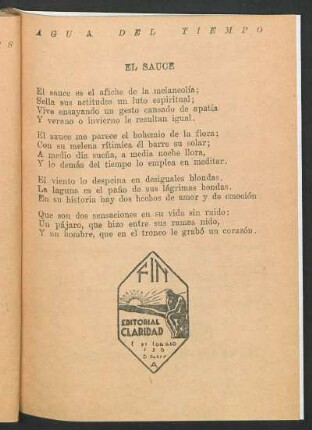 AGUA DEL TIEMPO
EL SAUCE
El sauce es el afiche de la melancolía;
Sella sus actitudes un luto espiritual;
Vive ensayando un gesto cansado de apatía
Y verano o invierno le resultan igual.
El sauce me parece el bohemio de la flora;
Con su melena rítmica él barre su solar;
A medio día sueña, a media noche llora,
Y lo demás del tiempo lo emplea en meditar.
El viento lo despeina en desiguales blondas.
La laguna es el paño de sus lágrimas hondas.
En su historia hay dos hechos de amor y de emoción
Que son dos sensaciones en su vida sin ruido:
Un pájaro, que hizo entre sus ramas nido,
Y un hombre, que en el tronco le grabó un corazón.
FIN
EDITORIAL
CLARIDAD